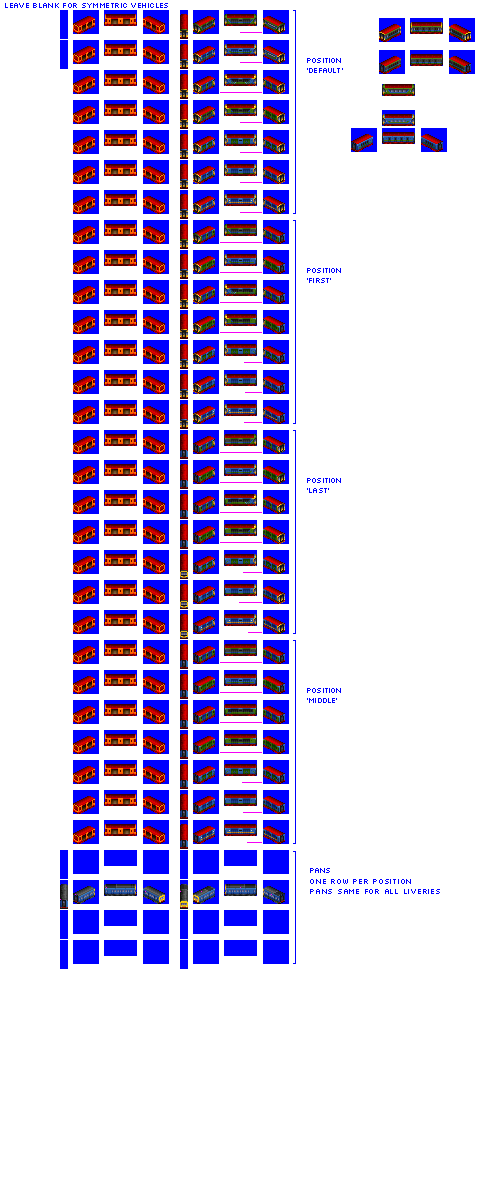 LEAVE BLANK FOR SYMMETRIC VEHICLES
POSITION
'DEFAULT'
POSITION
'FIRST'
POSITION
'LAST'
POSITION
'MIDDLE'
PANS
ONE ROW PER POSITION
PANS SAME FOR ALL LIVERIES